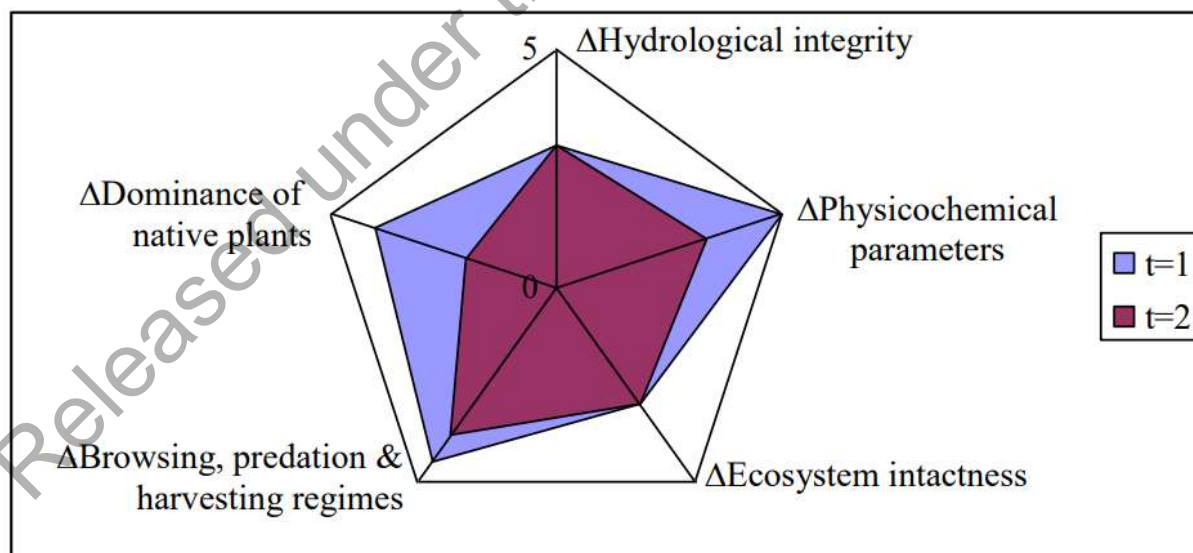 Released under t
5
ΔHydrological integrity
ΔDominance of
native plants
ΔPhysicochemical
parameters
0
t=1
t=2
ΔBrowsing, predation &
harvesting regimes
ΔEcosystem intactness